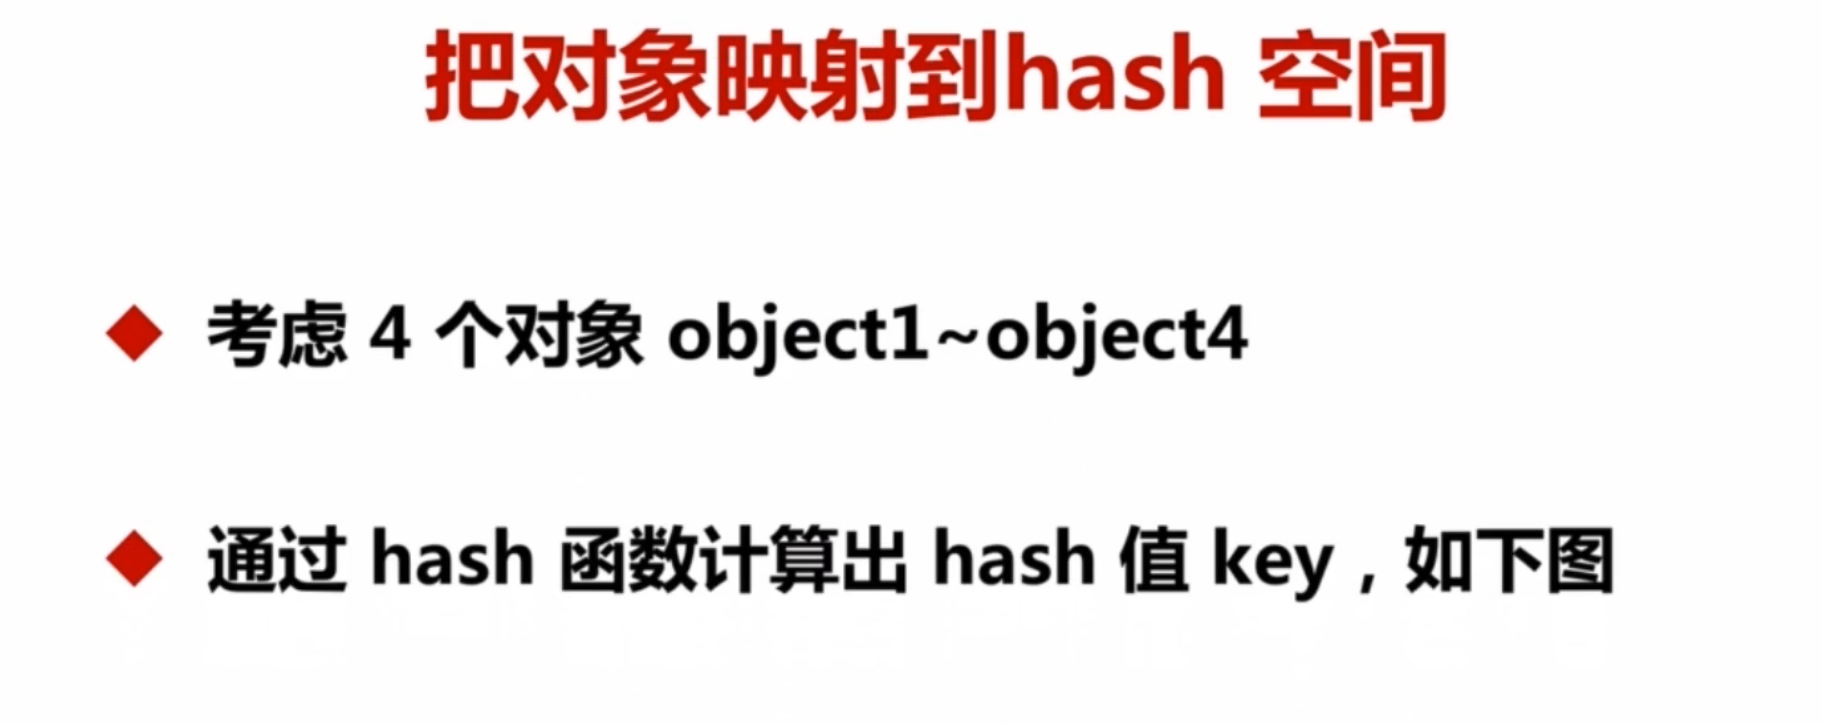 把对象映射到hash 空间
考虑 4 个对象 object1~object4
通过 hash 函数计算出 hash 值 key，如下图